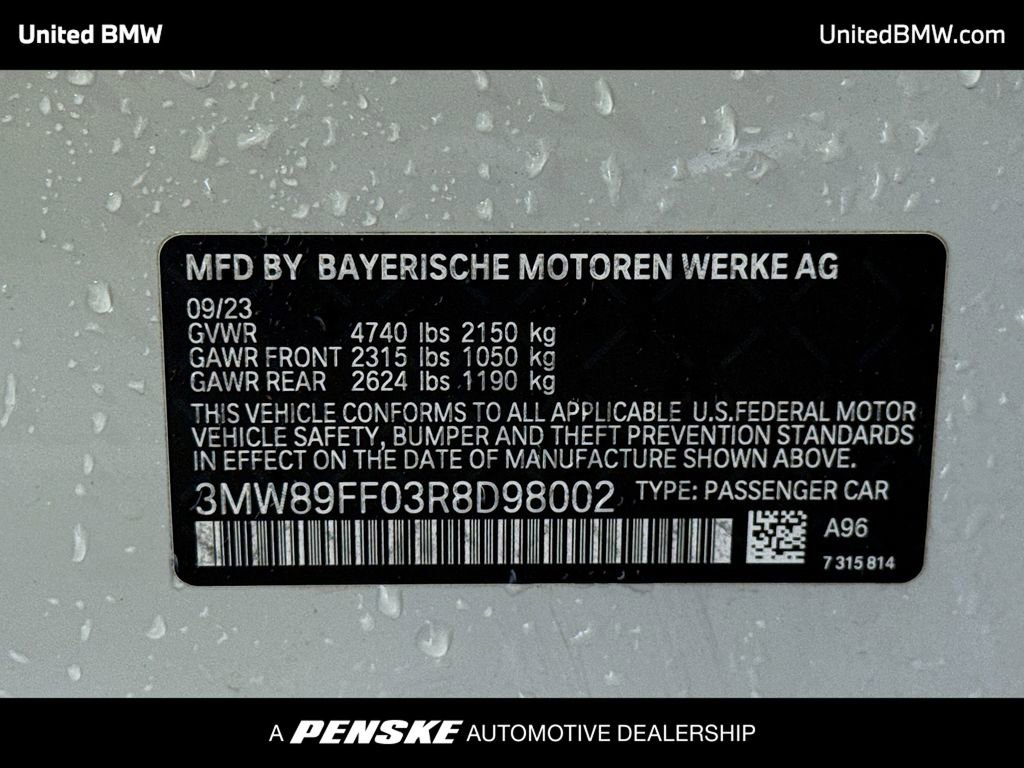 United BMW
UnitedBMW.com
MFD BY BAYERISCHE MOTOREN WERKE AG
09/23
GVWR 4740 lbs 2150 kg
GAWR FRONT 2315 lbs 1050 kg
GAWR REAR 2624 lbs 1190 kg
THIS VEHICLE CONFORMS TO ALL APPLICABLE U.S.FEDERAL MOTOR
VEHICLE SAFETY, BUMPER AND THEFT PREVENTION STANDARDS
IN EFFECT ON THE DATE OF MANUFACTURE SHOWN ABOVE.
3MW89FF03R8D98002 TYPE: PASSENGER CAR
A96
7 315 814
A PENSKE AUTOMOTIVE DEALERSHIP